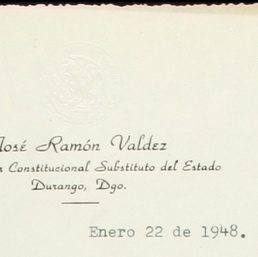 José Ramón Valdez
Constitucional Substituto del Estado
Durango, Dgo.
Enero 22 de 1948.